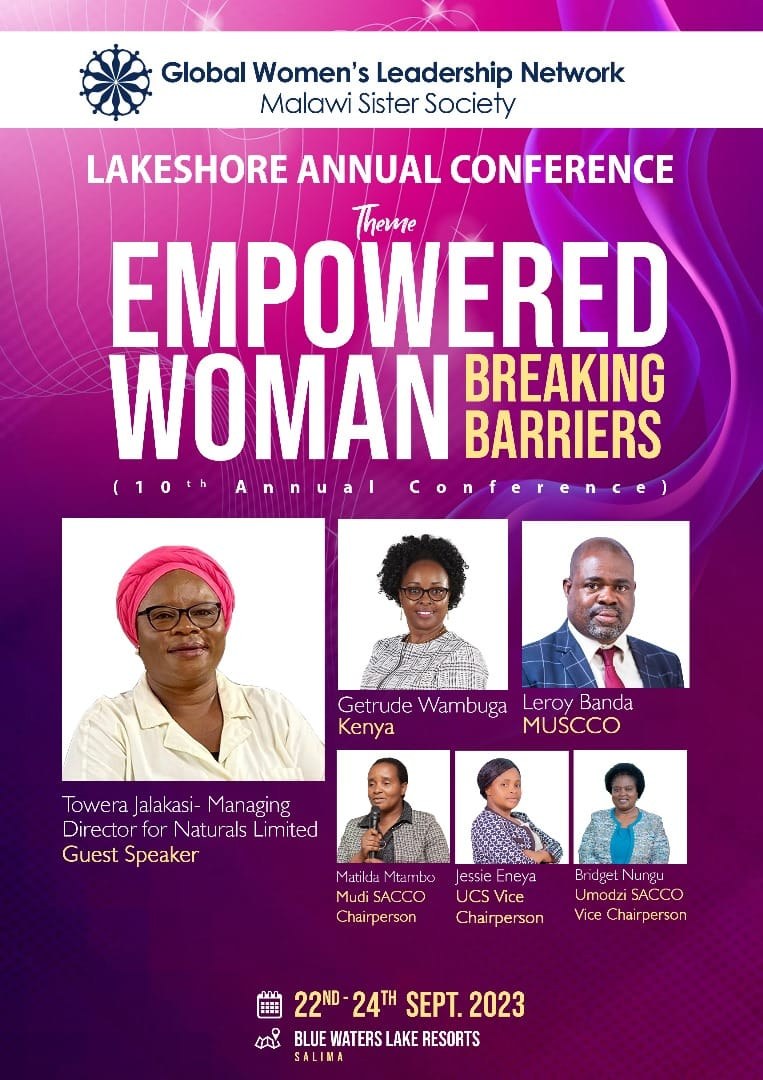 Global Women's Leadership Network
Malawi Sister Society
LAKESHORE ANNUAL CONFERENCE
Theme
EMPOWERED
WOMAN
BREAKING
BARRIERS
(10th Annual Conference)
Towera Jalakasi- Managing
Director for Naturals Limited
Guest Speaker
Getrude Wambuga
Kenya
Leroy Banda
MUSCCO
Matilda Mtambo
Mudi SACCO
Chairperson
Jessie Eneya
UCS Vice
Chairperson
Bridget Nungu
Umodzi SACCO
Vice Chairperson
22ND - 24TH SEPT. 2023
BLUE WATERS LAKE RESORTS
SALIMA